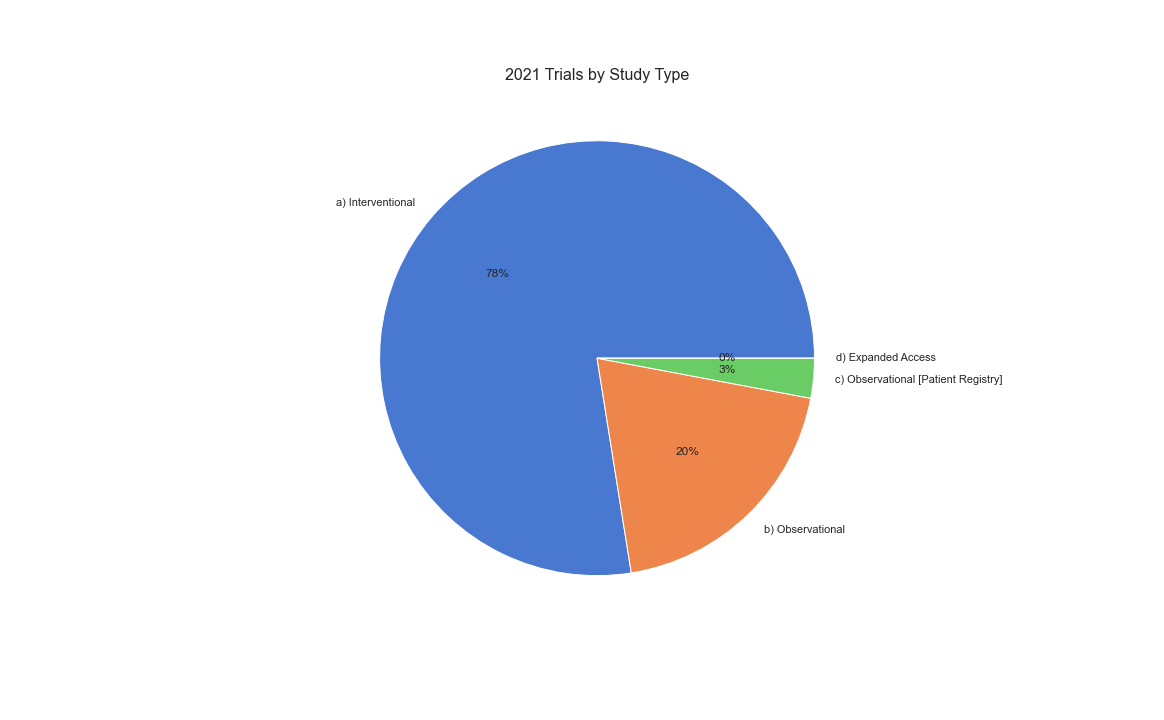 2021 Trials by Study Type
a) Interventional
78%
0%
d) Expanded Access
3%
c) Observational [Patient Registry]
20%
b) Observational